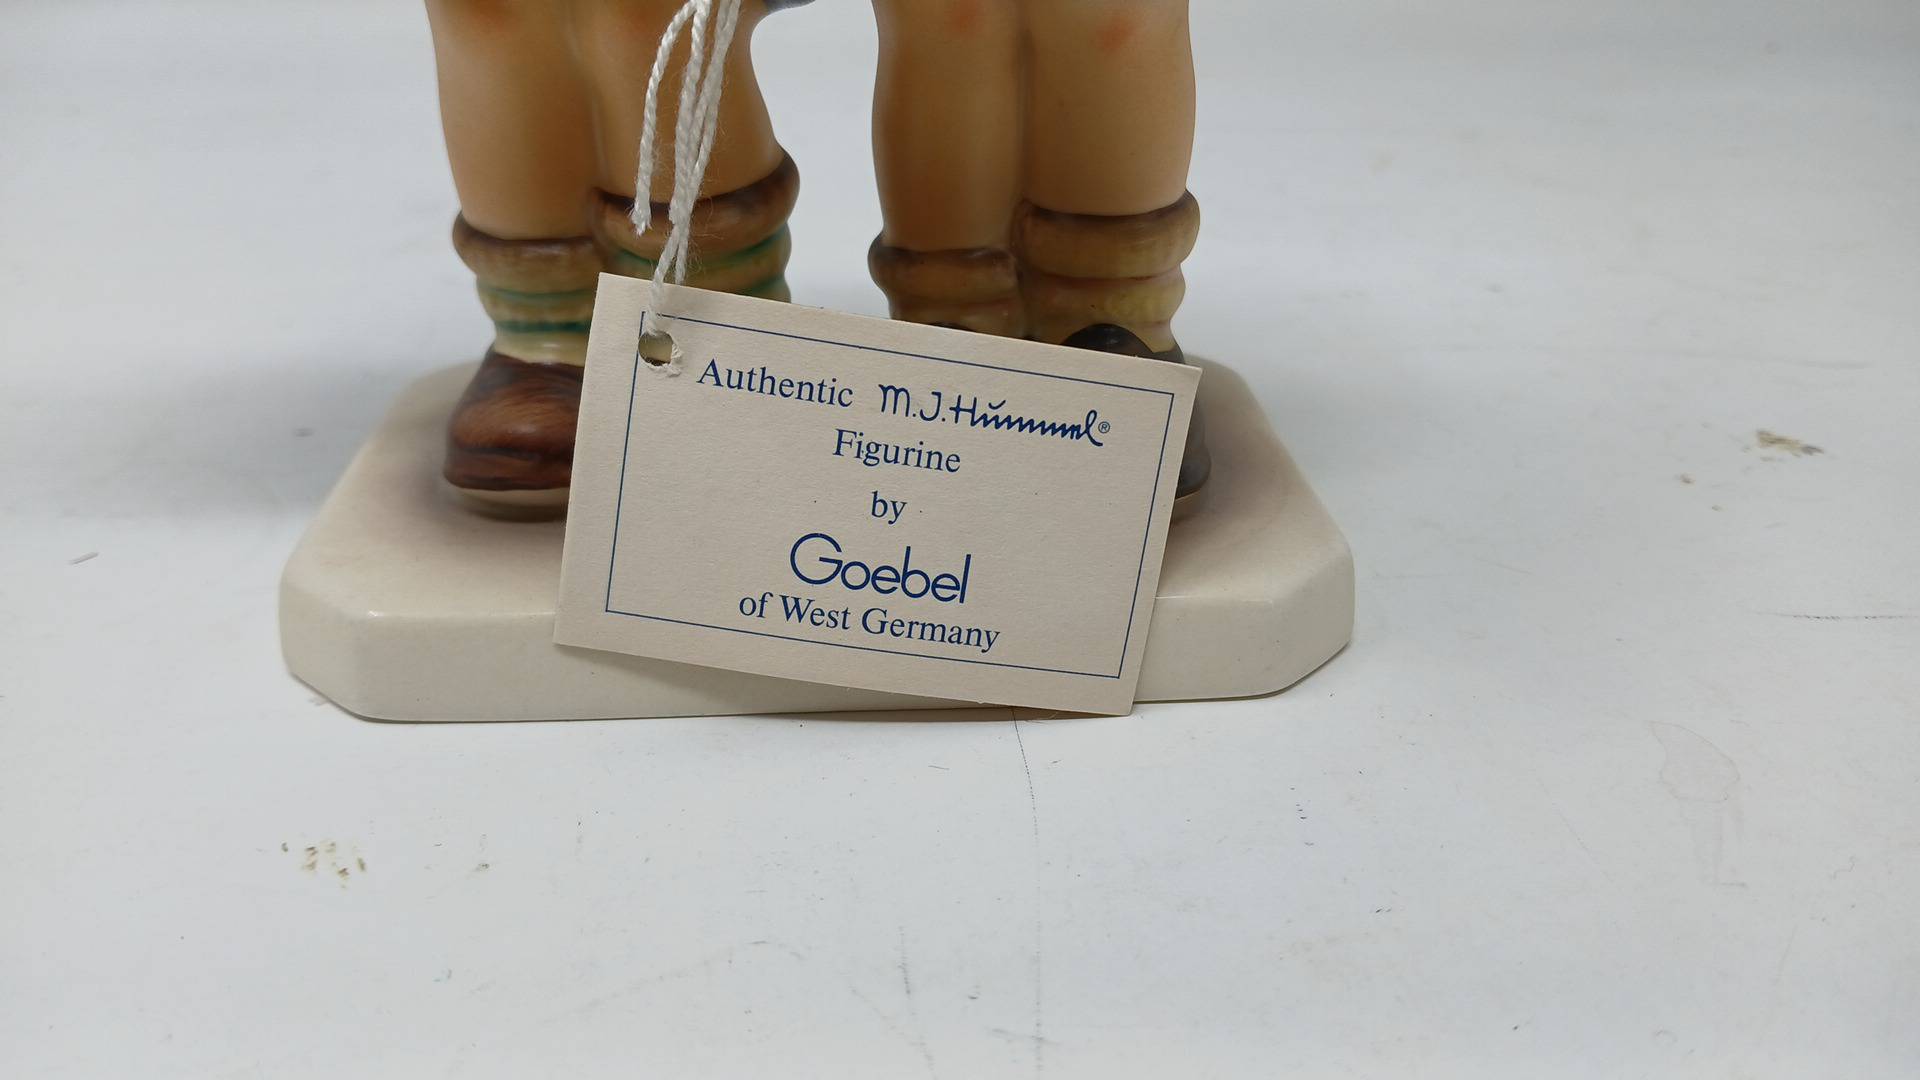 Authentic M.J.Hummel®
Figurine
by
Goebel
of West Germany